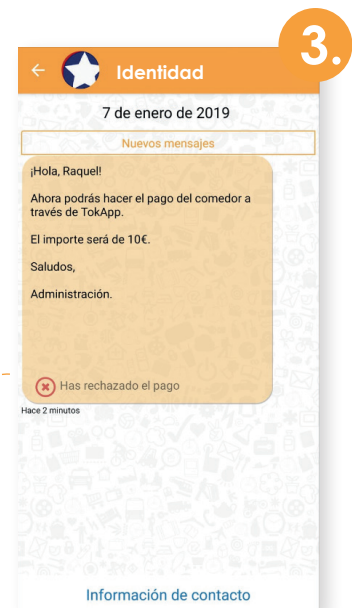 3.
Identidad
7 de enero de 2019
Nuevos mensajes
¡Hola, Raquel!
Ahora podrás hacer el pago del comedor a
través de TokApp.
El importe será de 10€.
Saludos,
Administración.
Has rechazado el pago
Hace 2 minutos
Información de contacto